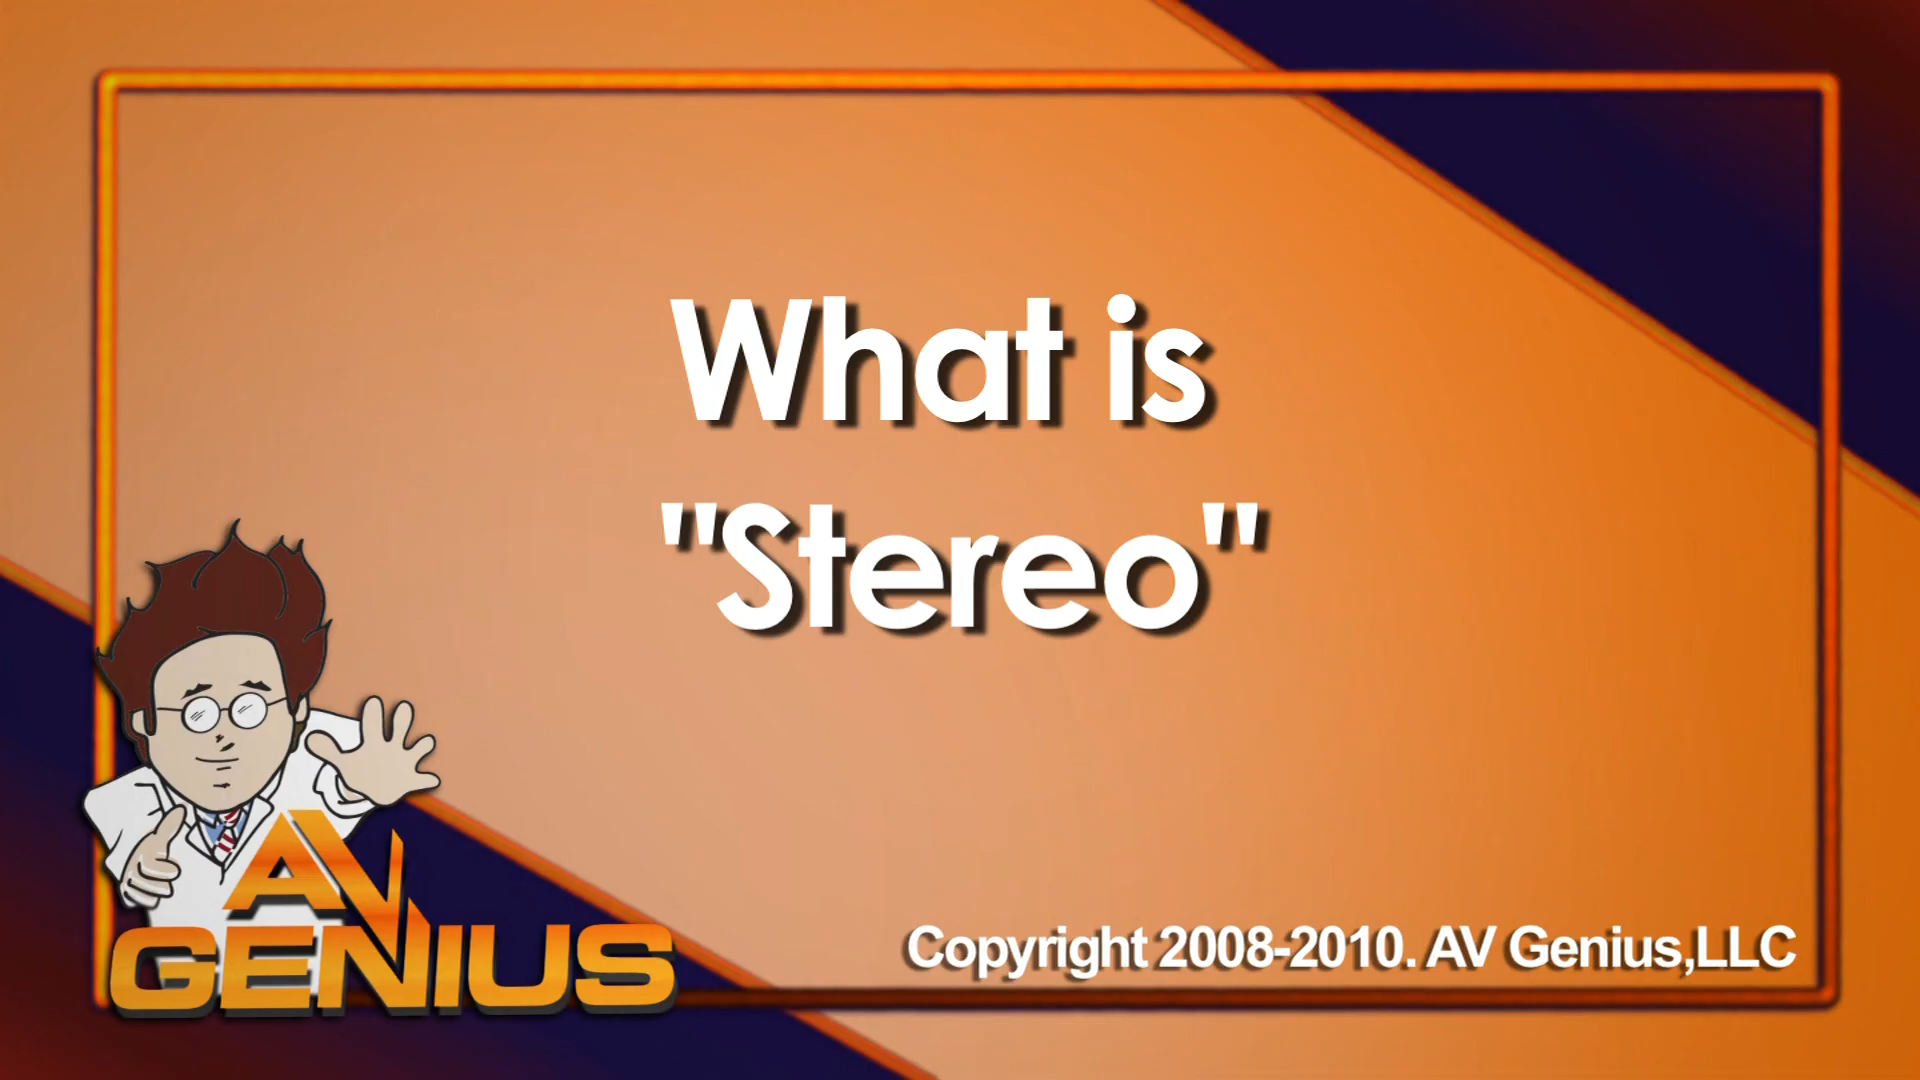 What is
"Stereo"
AV
GENIUS
Copyright 2008-2010. AV Genius,LLC